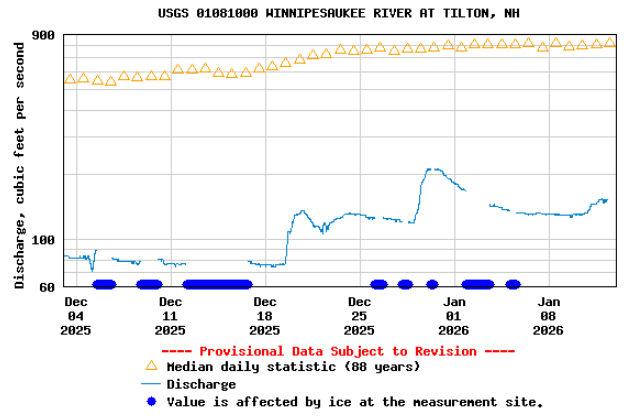 USGS 01081000 WINNIPESAUKEE RIVER AT TILTON, NH
Discharge, cubic feet per second
900
100
60
Dec Dec Dec Dec Jan Jan
04 11 18 25 01 08
2025 2025 2025 2025 2026 2026
---- Provisional Data Subject to Revision ----
Median daily statistic (88 years)
Discharge
Value is affected by ice at the measurement site.